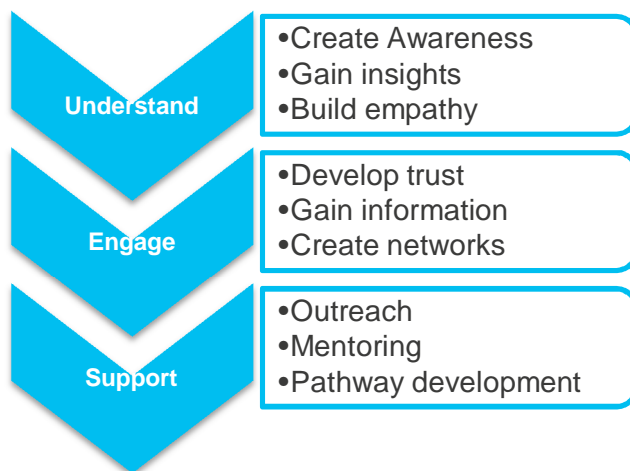 Understand
•Create Awareness
•Gain insights
•Build empathy
Engage
•Develop trust
•Gain information
•Create networks
Support
•Outreach
•Mentoring
•Pathway development